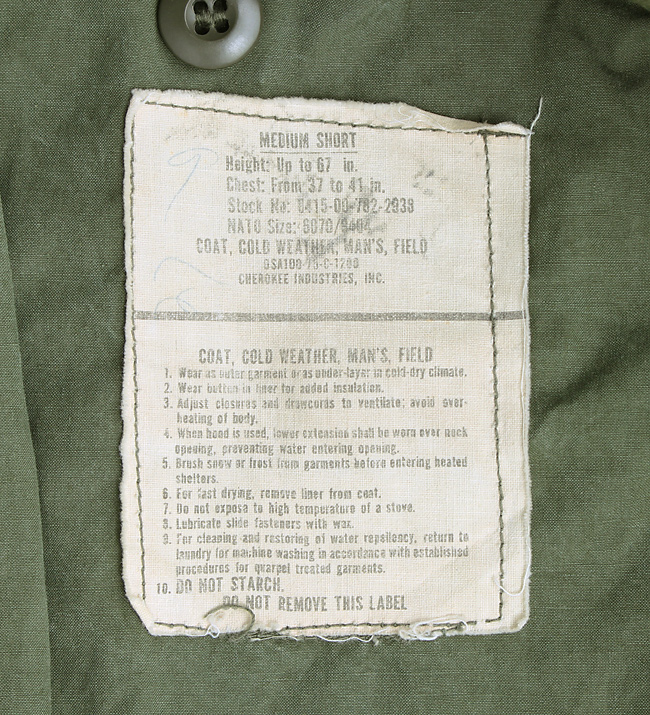 MEDIUM SHORT
Height: Up to 67 in.
Chest: From 37 to 41 in.
Stock No: 8415-00-782-2938
NATO Size:
COAT, COLD WEATHER, MAN'S, FIELD
CHEROKEE INDUSTRIES, INC.
COAT, COLD WEATHER, MAN'S, FIELD
1. Wear as outer garment or as under-layer in cold-dry climate.
2. Wear button in liner for added insulation.
3. Adjust closures and drawcords to ventilate; avoid over-
heating of body.
4. When hood is used, lower extension shall be worn over neck
opening, preventing water entering opening.
5. Brush snow or frost from garments before entering heated
shelters.
6. For fast drying, remove liner from coat.
7. Do not expose to high temperature of a stove.
8. Lubricate slide fasteners with wax.
9. For cleaning and restoring of water repellency, return to
laundry for machine washing in accordance with established
procedures for quarpel treated garments.
10. DO NOT STARCH.
DO NOT REMOVE THIS LABEL